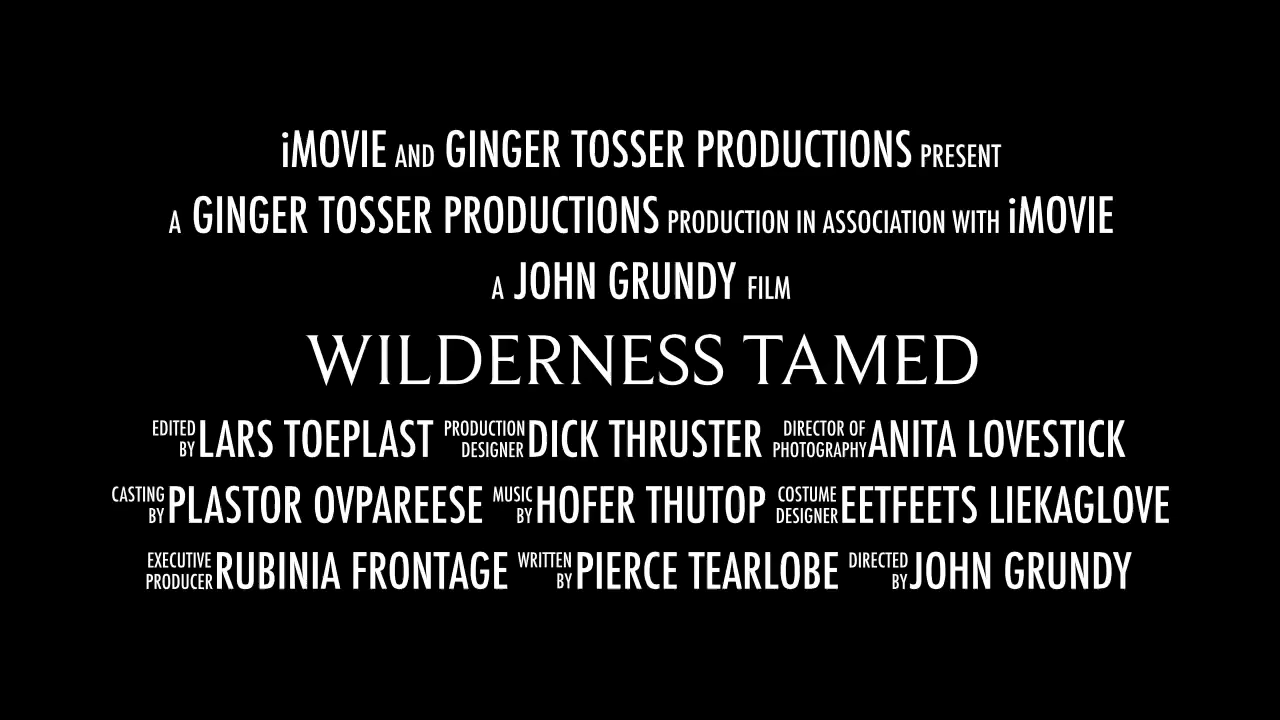 iMOVIE AND GINGER TOSSER PRODUCTIONS PRESENT
A GINGER TOSSER PRODUCTIONS PRODUCTION IN ASSOCIATION WITH iMOVIE
A JOHN GRUNDY FILM
WILDERNESS TAMED
EDITED BY LARS TOEPLAST PRODUCTION DESIGNER DICK THRUSTER DIRECTOR OF PHOTOGRAPHY ANITA LOVESTICK
CASTING BY PLASTOR OVPAREESE MUSIC BY HOFER THUTOP COSTUME DESIGNER EETFEETS LIEKAGLOVE
EXECUTIVE PRODUCER RUBINIA FRONTAGE WRITTEN BY PIERCE TEARLOBE DIRECTED BY JOHN GRUNDY